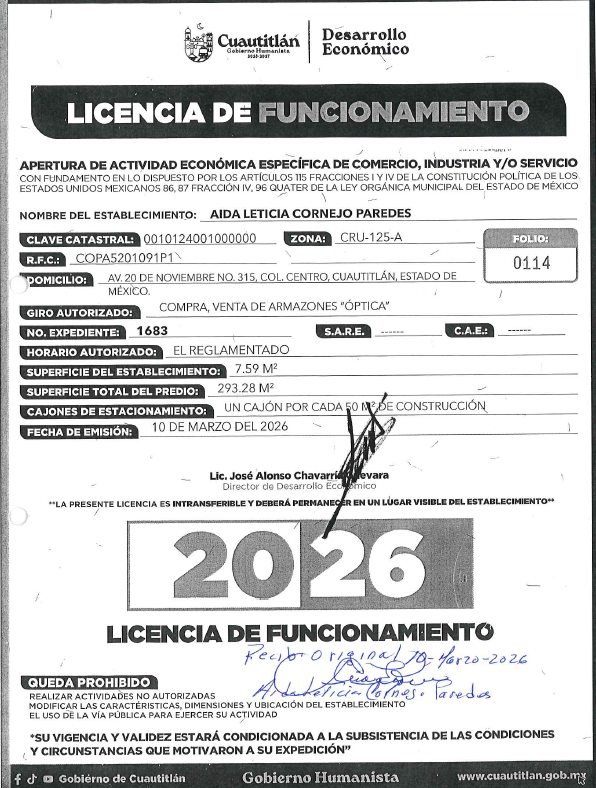 Cuautitlán
Gobierno Humanista
2025-2027
Desarrollo
Económico
LICENCIA DE FUNCIONAMIENTO
APERTURA DE ACTIVIDAD ECONÓMICA ESPECÍFICA DE COMERCIO, INDUSTRIA Y/O SERVICIO
CON FUNDAMENTO EN LO DISPUESTO POR LOS ARTÍCULOS 115 FRACCIONES I Y IV DE LA CONSTITUCIÓN POLÍTICA DE LOS
ESTADOS UNIDOS MEXICANOS 86, 87 FRACCIÓN IV, 96 QUATER DE LA LEY ORGÁNICA MUNICIPAL DEL ESTADO DE MÉXICO
NOMBRE DEL ESTABLECIMIENTO: AIDA LETICIA CORNEJO PAREDES
CLAVE CATASTRAL: 0010124001000000 ZONA: CRU-125-A
FOLIO:
0114
R.F.C.: COPA5201091P1
DOMICILIO: AV. 20 DE NOVIEMBRE NO. 315, COL. CENTRO, CUAUTITLÁN, ESTADO DE
MÉXICO.
GIRO AUTORIZADO: COMPRA, VENTA DE ARMAZONES “ÓPTICA”
NO. EXPEDIENTE: 1683 S.A.R.E. ------ C.A.E.: ------
HORARIO AUTORIZADO: EL REGLAMENTADO
SUPERFICIE DEL ESTABLECIMIENTO: 7.59 M²
SUPERFICIE TOTAL DEL PREDIO: 293.28 M²
CAJONES DE ESTACIONAMIENTO: UN CAJÓN POR CADA 50 M² DE CONSTRUCCIÓN
FECHA DE EMISIÓN: 10 DE MARZO DEL 2026
Lic. José Alonso Chavarría Guevara
Director de Desarrollo Económico
**LA PRESENTE LICENCIA ES INTRANSFERIBLE Y DEBERÁ PERMANECER EN UN LUGAR VISIBLE DEL ESTABLECIMIENTO**
2026
LICENCIA DE FUNCIONAMIENTO
Recibo Original 10-Marzo-2026
Aida Leticia Cornejo Paredes
QUEDA PROHIBIDO
REALIZAR ACTIVIDADES NO AUTORIZADAS
MODIFICAR LAS CARACTERÍSTICAS, DIMENSIONES Y UBICACIÓN DEL ESTABLECIMIENTO
EL USO DE LA VÍA PÚBLICA PARA EJERCER SU ACTIVIDAD
"SU VIGENCIA Y VALIDEZ ESTARÁ CONDICIONADA A LA SUBSISTENCIA DE LAS CONDICIONES
Y CIRCUNSTANCIAS QUE MOTIVARON A SU EXPEDICIÓN”
Gobierno de Cuautitlán
Gobierno Humanista
www.cuautitlan.gob.mx